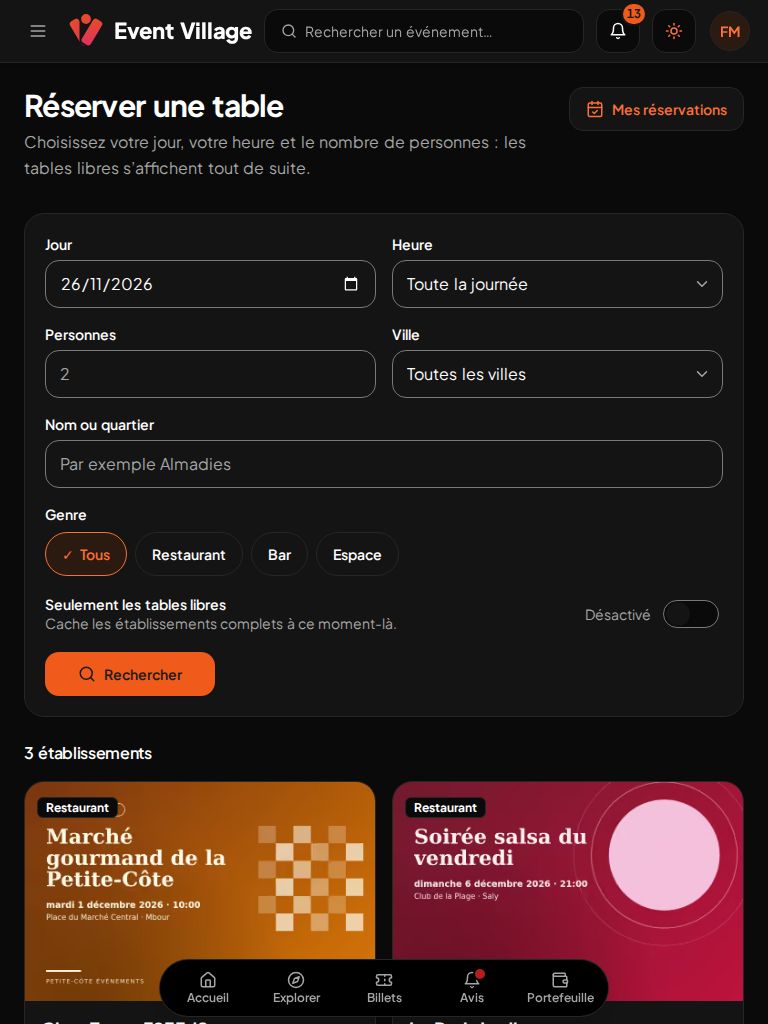 Event Village
Rechercher un événement...
13
FM
Réserver une table
Mes réservations
Choisissez votre jour, votre heure et le nombre de personnes : les
tables libres s'affichent tout de suite.
Jour
Heure
26/11/2026
Toute la journée
Personnes
Ville
2
Toutes les villes
Nom ou quartier
Par exemple Almadies
Genre
✓ Tous
Restaurant
Bar
Espace
Seulement les tables libres
Cache les établissements complets à ce moment-là.
Désactivé
Rechercher
3 établissements
Restaurant
Marché
gourmand de la
Petite-Côte
mardi 1 décembre 2026 · 10:00
Place du Marché Central · Mbour
PETITE-CÔTE ÉVÉNEMENTS
Restaurant
Soirée salsa du
vendredi
dimanche 6 décembre 2026 · 21:00
Club de la Plage · Saly
Accueil
Explorer
Billets
Avis
Portefeuille